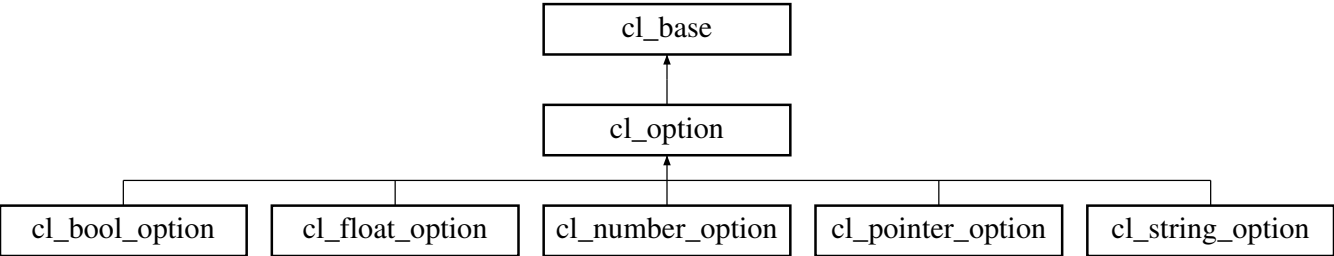 cl_base
cl_option
cl_bool_option
cl_float_option
cl_number_option
cl_pointer_option
cl_string_option